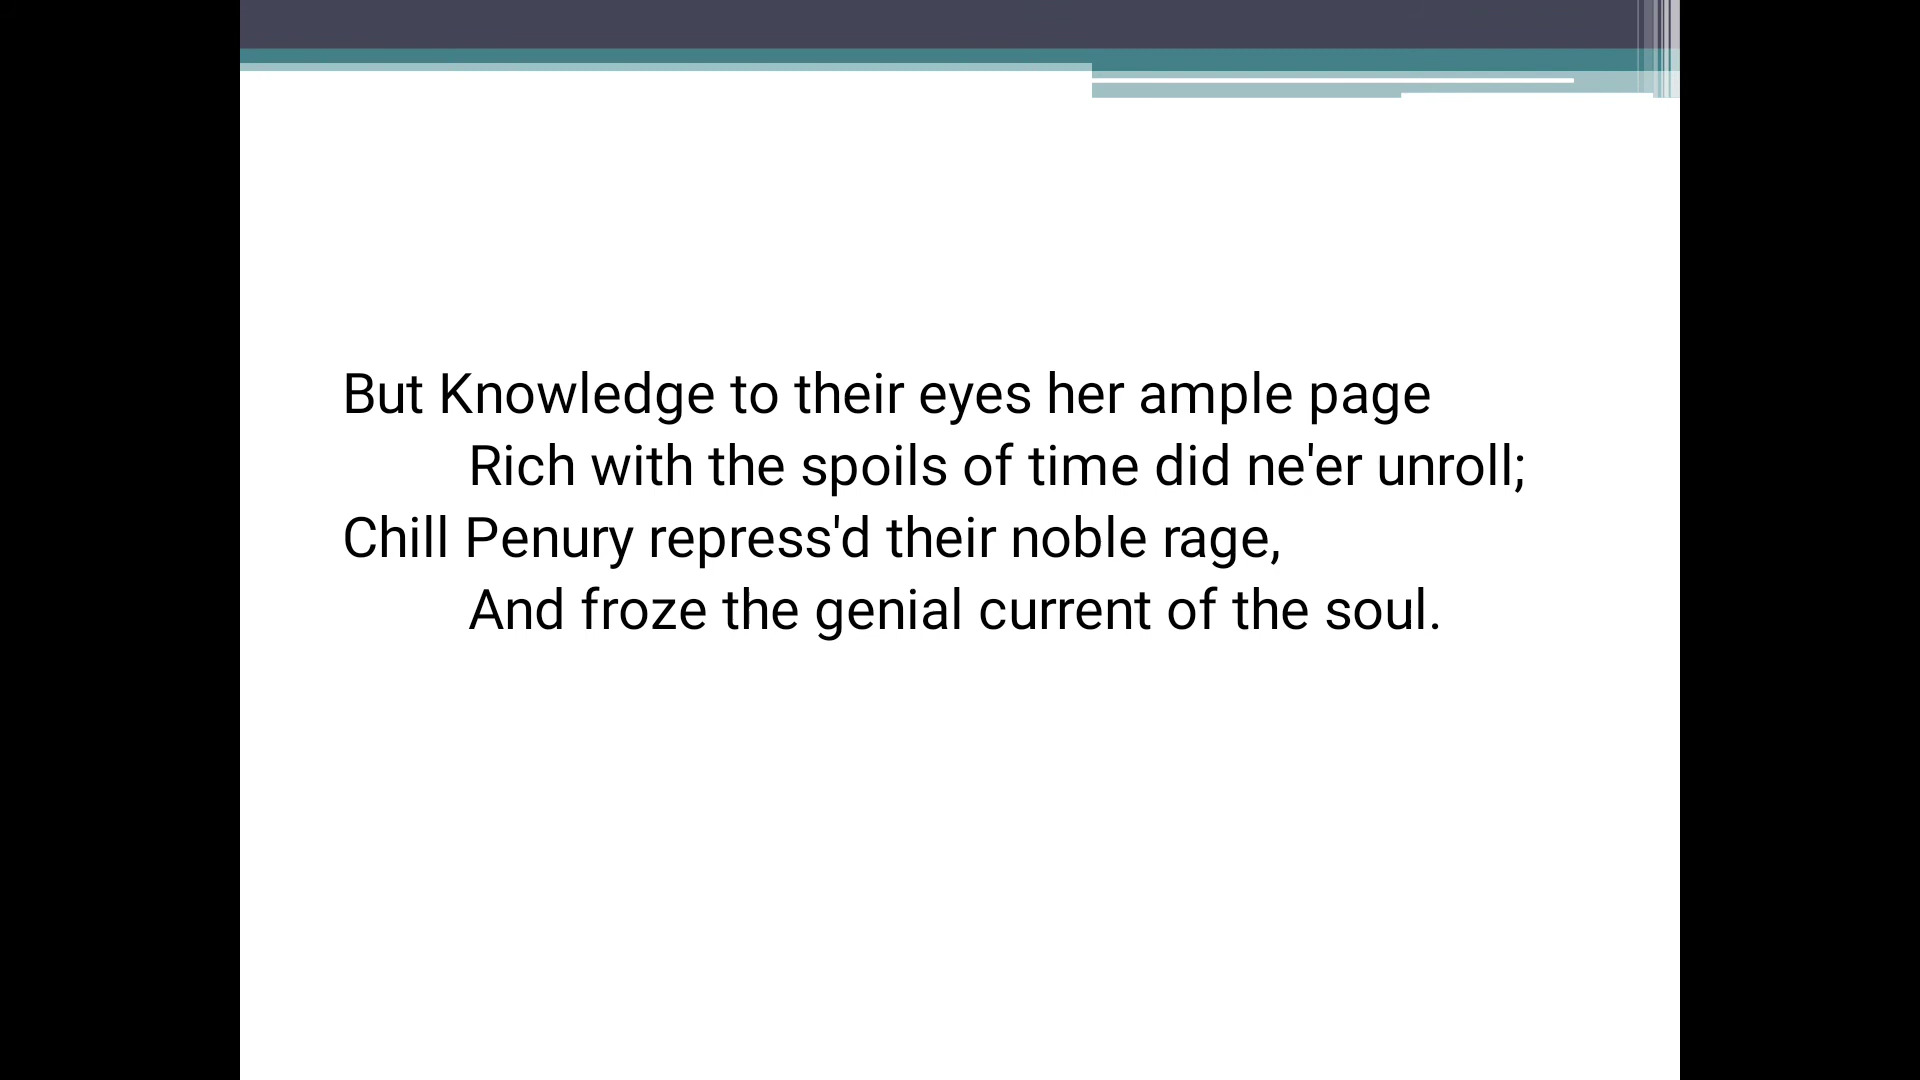 But Knowledge to their eyes her ample page
Rich with the spoils of time did ne'er unroll;
Chill Penury repress'd their noble rage,
And froze the genial current of the soul.